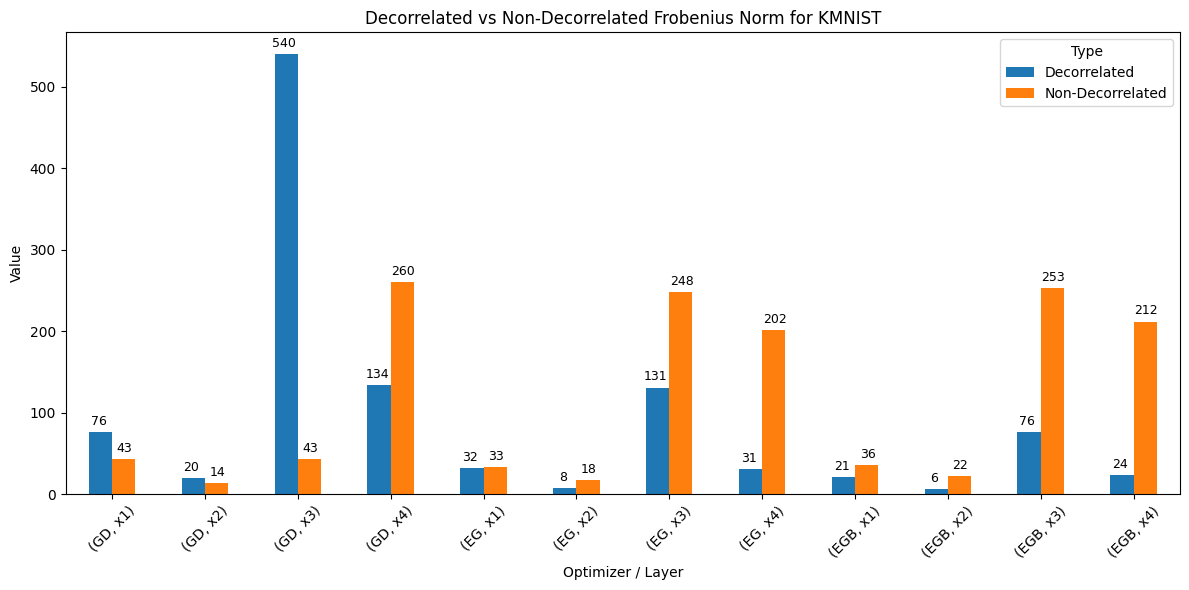 Decorrelated vs Non-Decorrelated Frobenius Norm for KMNIST
Type
Decorrelated
Non-Decorrelated
Value
500
400
300
200
100
0
76
43
20
14
540
43
134
260
32
33
8
18
131
248
31
202
21
36
6
22
76
253
24
212
(GD, x1)
(GD, x2)
(GD, x3)
(GD, x4)
(EG, x1)
(EG, x2)
(EG, x3)
(EG, x4)
(EGB, x1)
(EGB, x2)
(EGB, x3)
(EGB, x4)
Optimizer / Layer